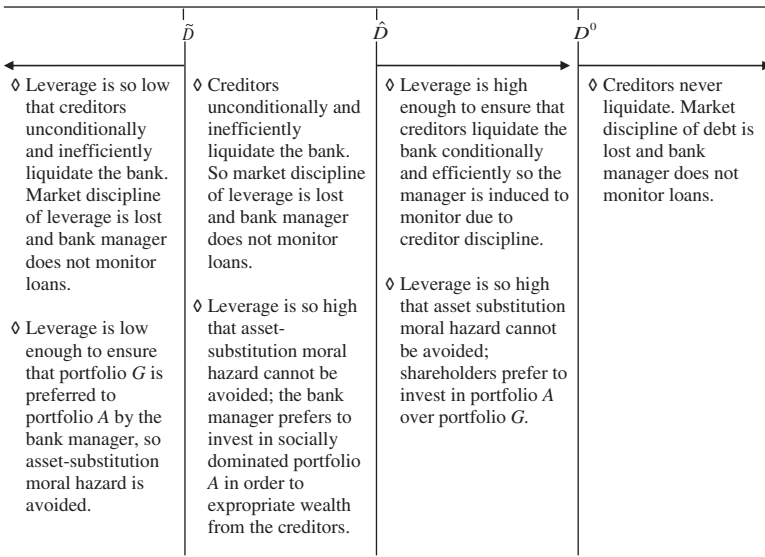 D̃
D̂
D⁰
◊ Leverage is so low
that creditors
unconditionally
and inefficiently
liquidate the bank.
Market discipline
of leverage is lost
and bank manager
does not monitor
loans.
◊ Leverage is low
enough to ensure
that portfolio G is
preferred to
portfolio A by the
bank manager, so
asset-substitution
moral hazard is
avoided.
◊ Creditors
unconditionally and
inefficiently
liquidate the bank.
So market discipline
of leverage is lost
and bank manager
does not monitor
loans.
◊ Leverage is so high
that asset-
substitution moral
hazard cannot be
avoided; the bank
manager prefers to
invest in socially
dominated portfolio
A in order to
expropriate wealth
from the creditors.
◊ Leverage is high
enough to ensure that
creditors liquidate the
bank conditionally
and efficiently so the
manager is induced to
monitor due to
creditor discipline.
◊ Leverage is so high
that asset substitution
moral hazard cannot
be avoided;
shareholders prefer to
invest in portfolio A
over portfolio G.
◊ Creditors never
liquidate. Market
discipline of debt is
lost and bank
manager does not
monitor loans.